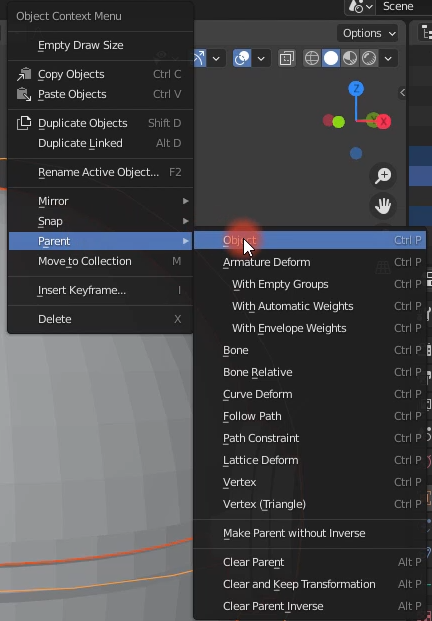 Object Context Menu
Scene
Empty Draw Size
Options
Copy Objects Ctrl C
Paste Objects Ctrl V
Duplicate Objects Shift D
Duplicate Linked Alt D
Rename Active Object... F2
Mirror
Snap
Parent
Move to Collection M
Insert Keyframe... I
Delete X
Z
Y
X
Object Ctrl P
Armature Deform Ctrl P
With Empty Groups Ctrl P
With Automatic Weights Ctrl P
With Envelope Weights Ctrl P
Bone Ctrl P
Bone Relative Ctrl P
Curve Deform Ctrl P
Follow Path Ctrl P
Path Constraint Ctrl P
Lattice Deform Ctrl P
Vertex Ctrl P
Vertex (Triangle) Ctrl P
Make Parent without Inverse
Clear Parent Alt P
Clear and Keep Transformation Alt P
Clear Parent Inverse Alt P